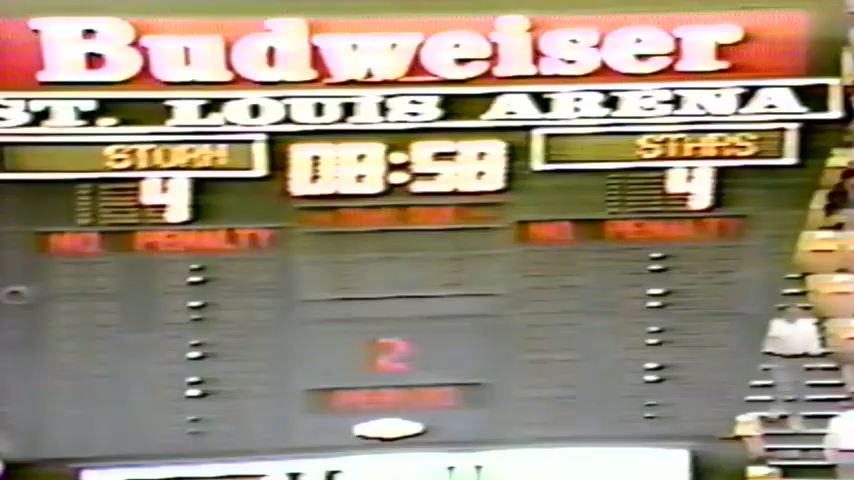 Budweiser
ST. LOUIS ARENA
STORM 08:58 STARS
4 4
NO. PENALTY NO. PENALTY
2